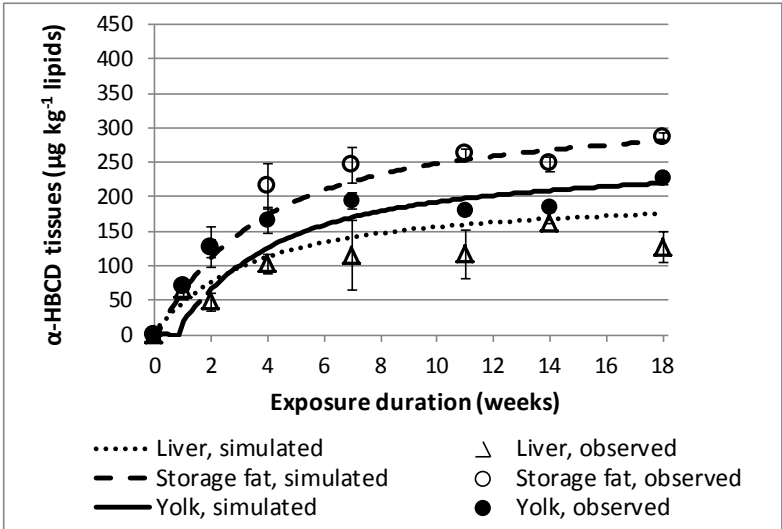 α-HBCD tissues (µg kg⁻¹ lipids)
450
400
350
300
250
200
150
100
50
0
0 2 4 6 8 10 12 14 16 18
Exposure duration (weeks)
Liver, simulated
Liver, observed
Storage fat, simulated
Storage fat, observed
Yolk, simulated
Yolk, observed